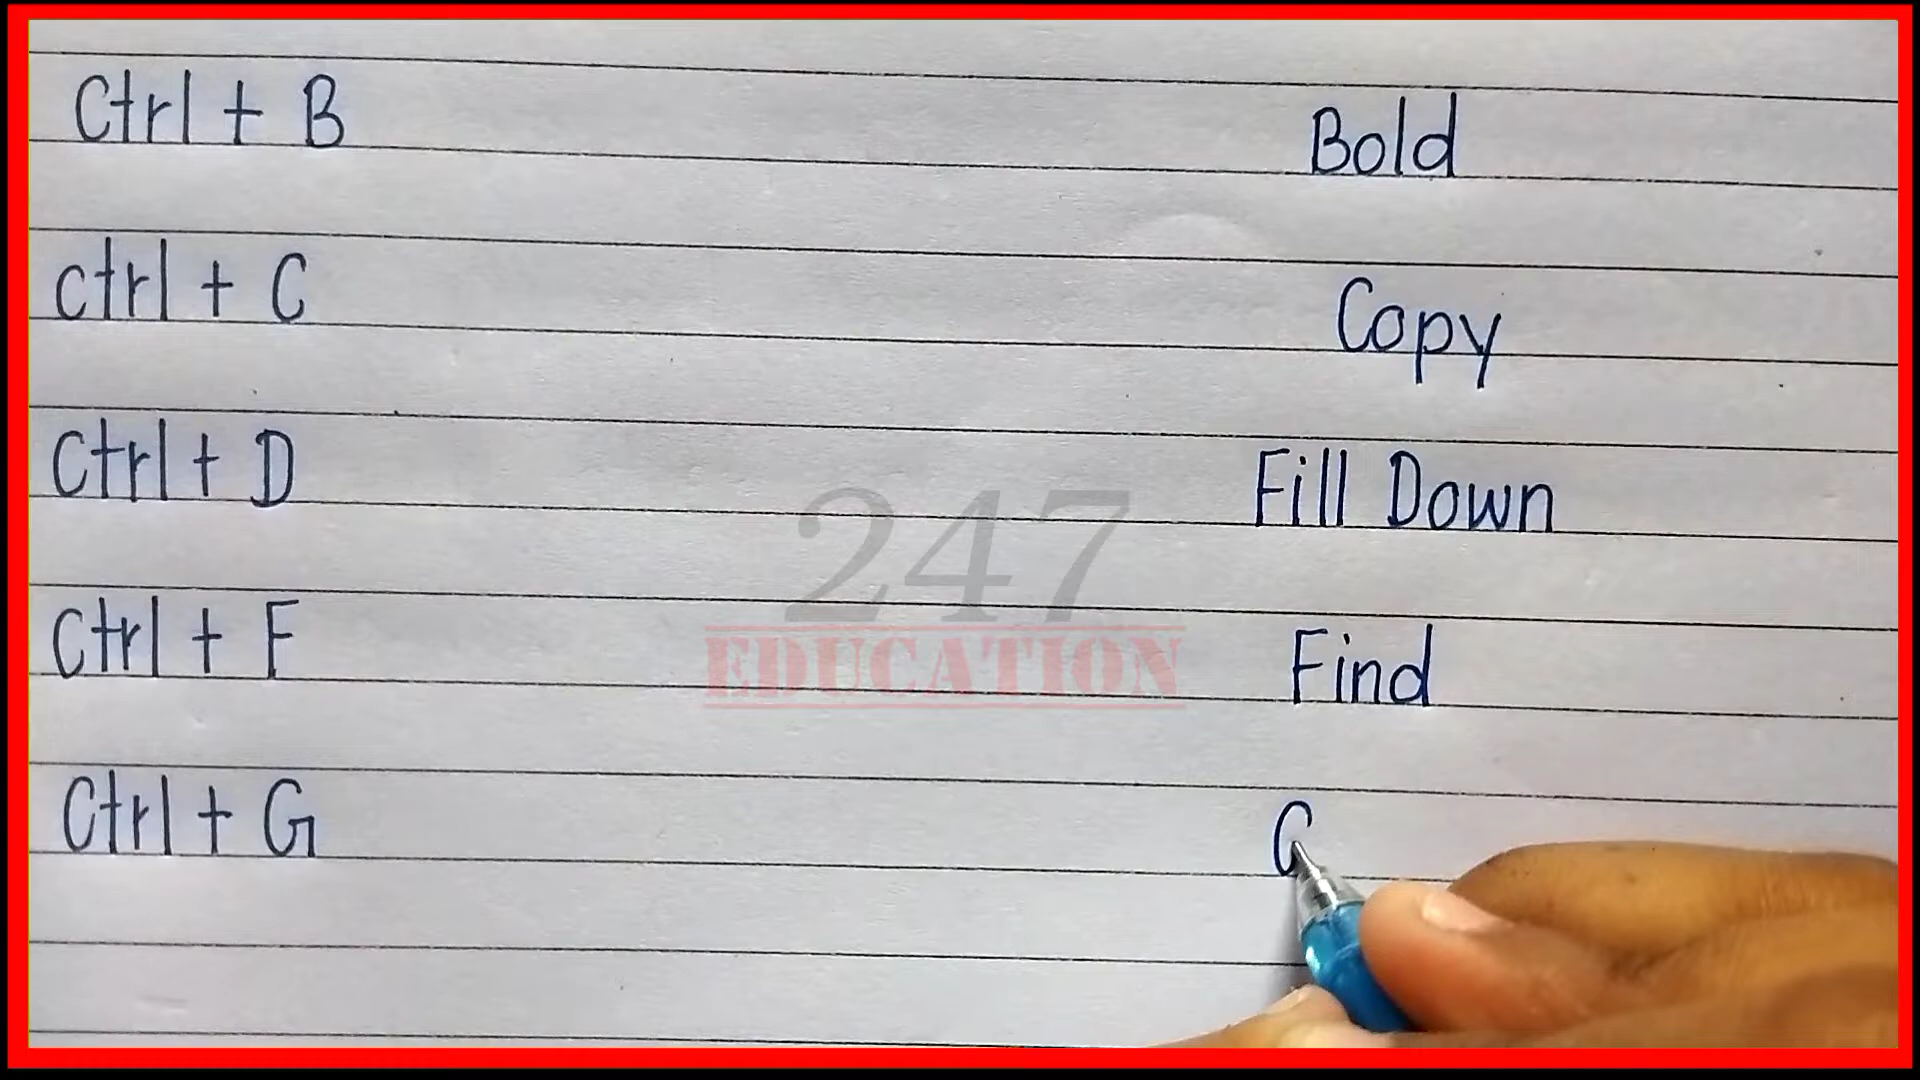 Ctrl + B Bold
ctrl + C Copy
Ctrl + D Fill Down
Ctrl + F Find
247
EDUCATION
Ctrl + G